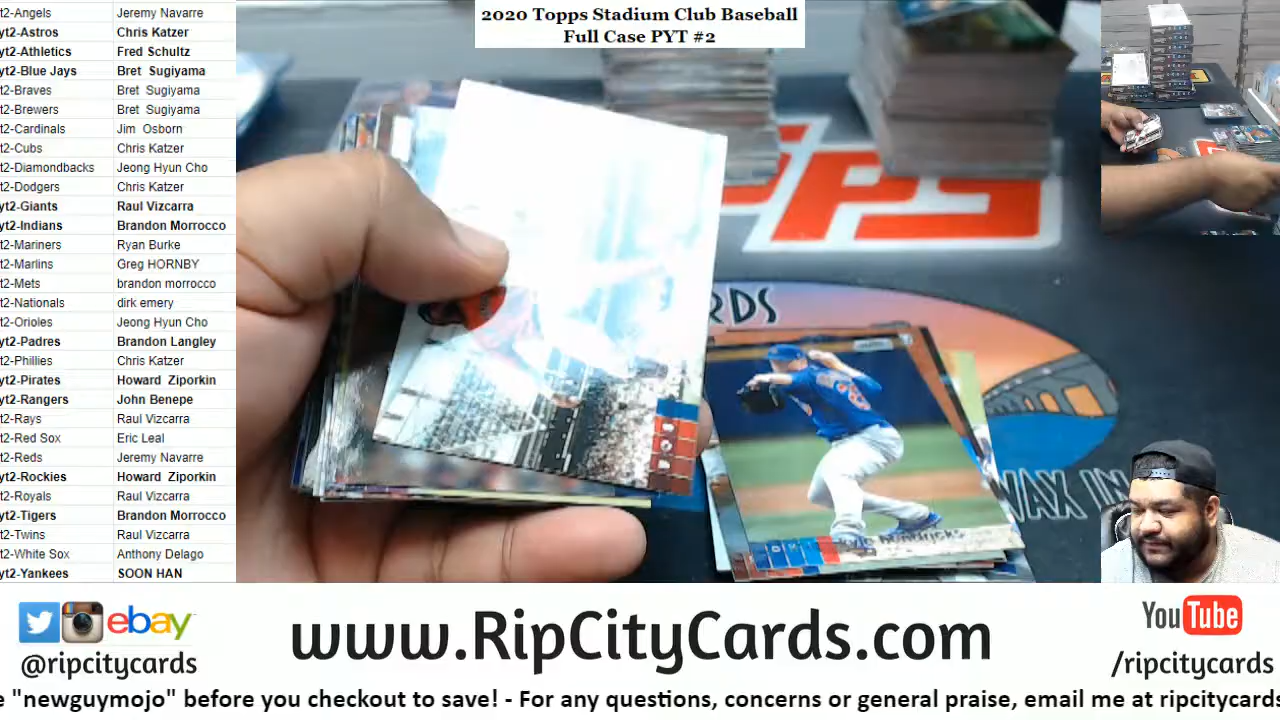 2020 Topps Stadium Club Baseball
Full Case PYT #2
t2-Angels Jeremy Navarre
yt2-Astros Chris Katzer
yt2-Athletics Fred Schultz
yt2-Blue Jays Bret Sugiyama
t2-Braves Bret Sugiyama
t2-Brewers Bret Sugiyama
t2-Cardinals Jim Osborn
t2-Cubs Chris Katzer
t2-Diamondbacks Jeong Hyun Cho
t2-Dodgers Chris Katzer
yt2-Giants Raul Vizcarra
yt2-Indians Brandon Morrocco
t2-Mariners Ryan Burke
t2-Marlins Greg HORNBY
t2-Mets brandon morrocco
t2-Nationals dirk emery
t2-Orioles Jeong Hyun Cho
yt2-Padres Brandon Langley
t2-Phillies Chris Katzer
yt2-Pirates Howard Ziporkin
yt2-Rangers John Benepe
t2-Rays Raul Vizcarra
t2-Red Sox Eric Leal
t2-Reds Jeremy Navarre
yt2-Rockies Howard Ziporkin
t2-Royals Raul Vizcarra
yt2-Tigers Brandon Morrocco
t2-Twins Raul Vizcarra
t2-White Sox Anthony Delago
yt2-Yankees SOON HAN
OPPS
RDS
WAX IN
ebay
@ripcitycards
www.RipCityCards.com
YouTube
/ripcitycards
e "newguymojo" before you checkout to save! - For any questions, concerns or general praise, email me at ripcitycards